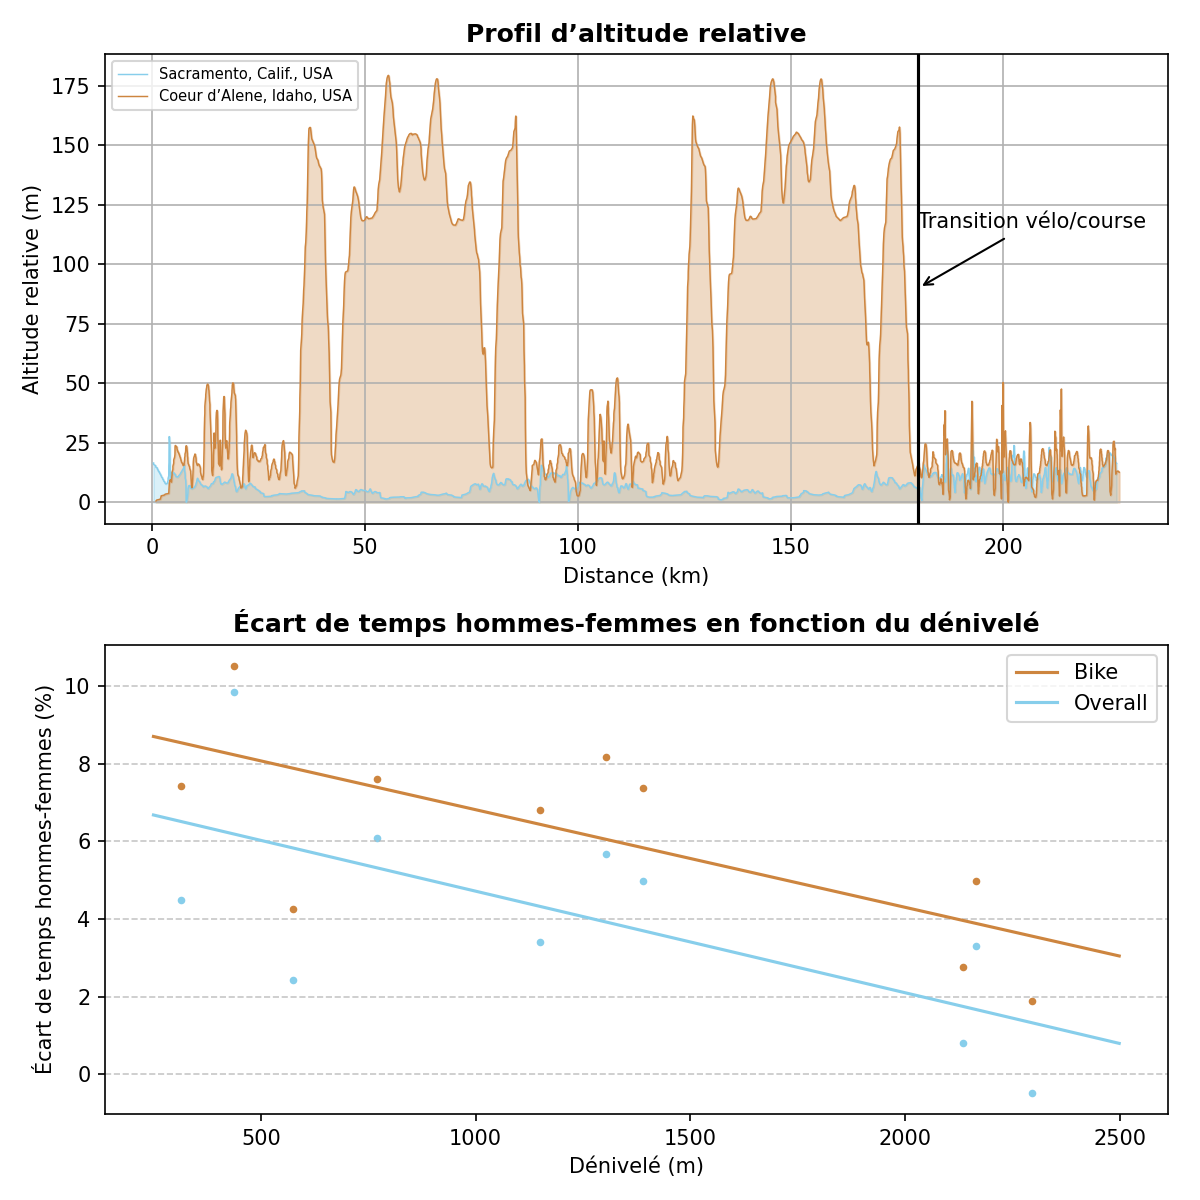 Profil d’altitude relative
Sacramento, Calif., USA
Coeur d’Alene, Idaho, USA
Altitude relative (m)
175
150
125
100
75
50
25
0
Transition vélo/course
0 50 100 150 200
Distance (km)
Écart de temps hommes-femmes en fonction du dénivelé
Bike
Overall
Écart de temps hommes-femmes (%)
10
8
6
4
2
0
500 1000 1500 2000 2500
Dénivelé (m)